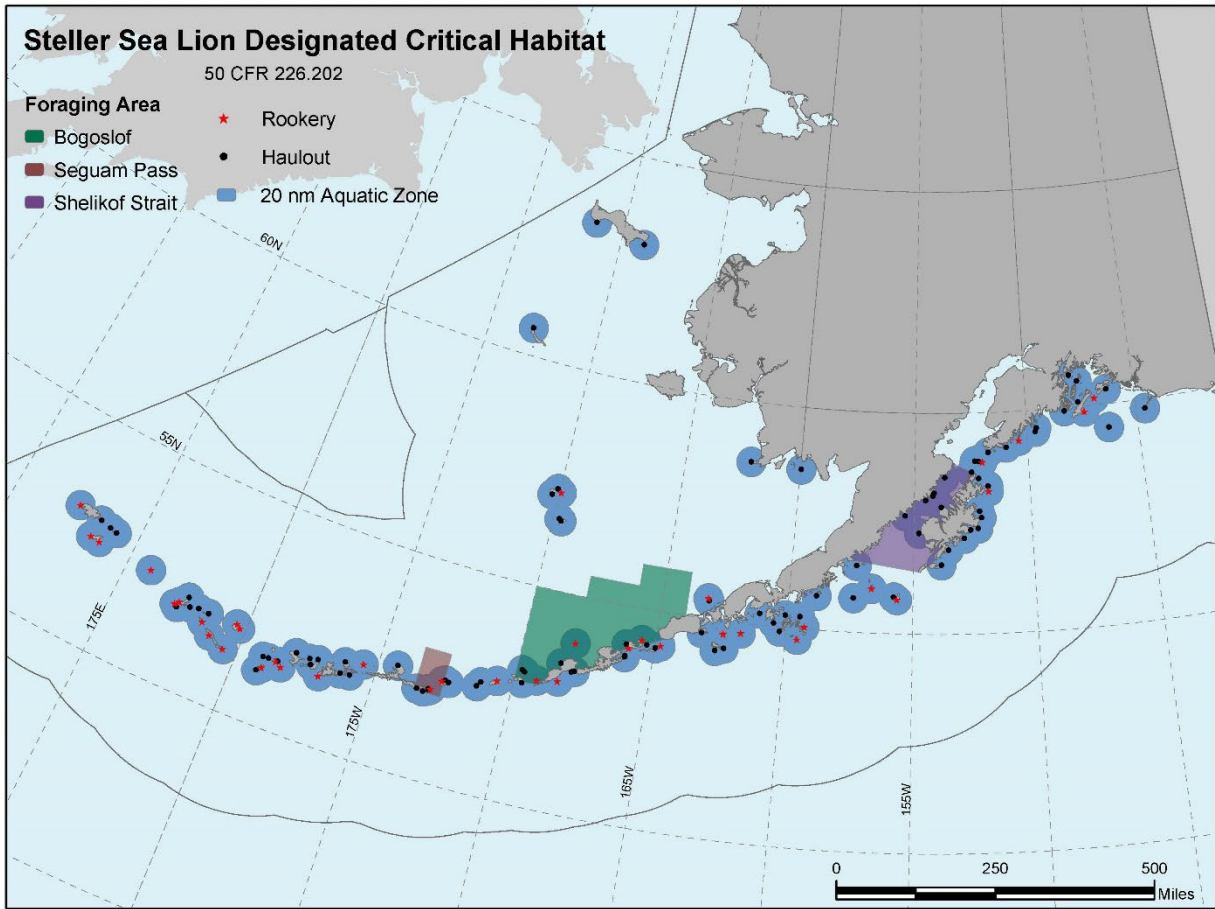 Steller Sea Lion Designated Critical Habitat
50 CFR 226.202
Foraging Area
Bogoslof
Seguam Pass
Shelikof Strait
Rookery
Haulout
20 nm Aquatic Zone
60N
55N
175E
175W
165W
155W
0 250 500
Miles